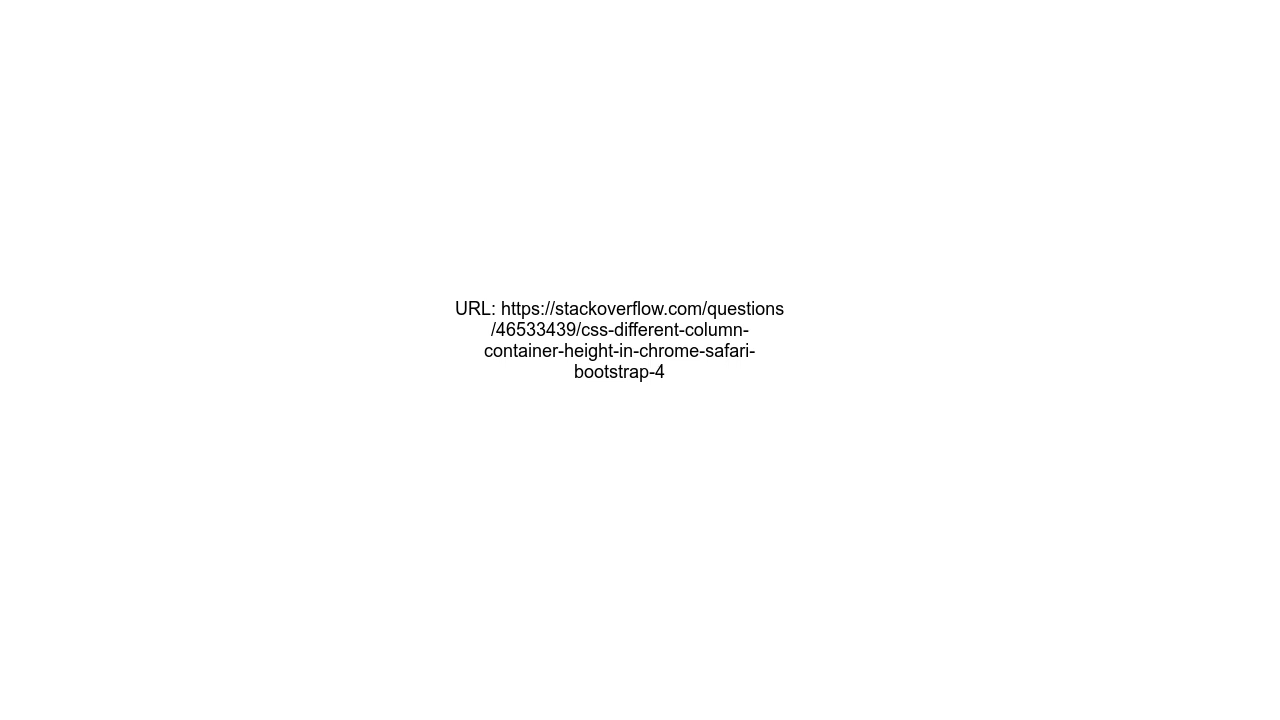 URL: https://stackoverflow.com/questions
/46533439/css-different-column-
container-height-in-chrome-safari-
bootstrap-4